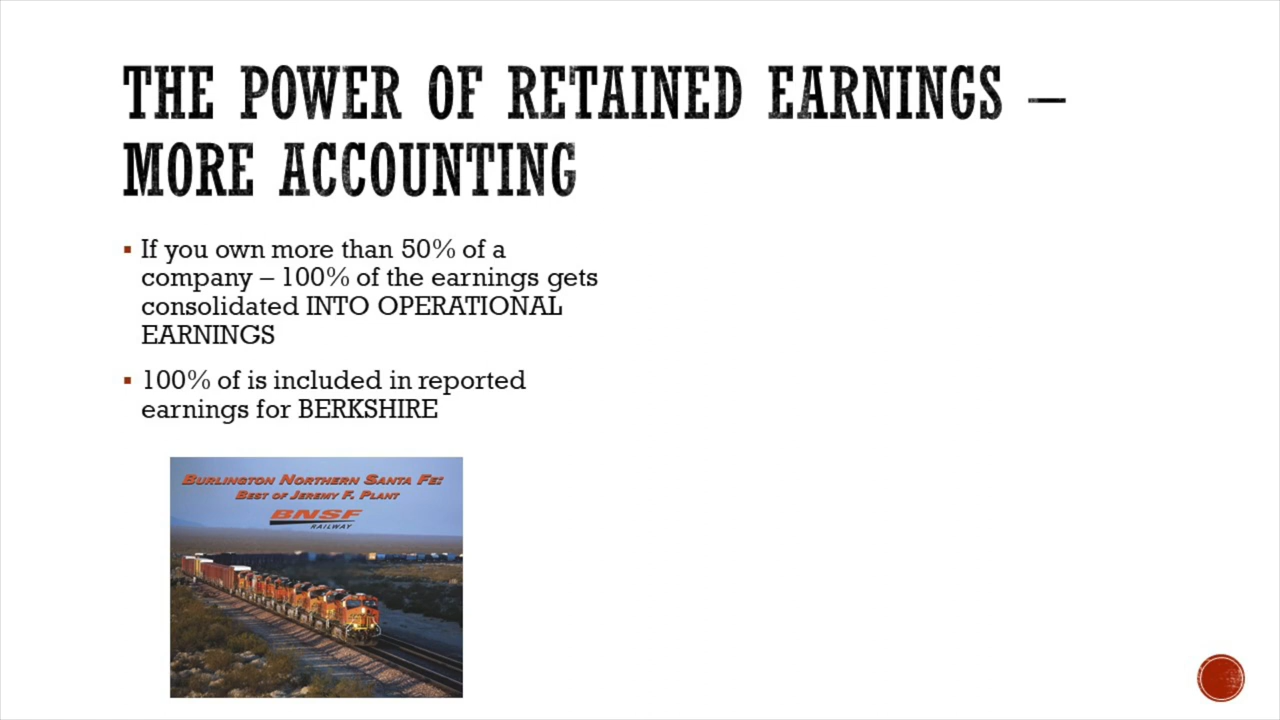 THE POWER OF RETAINED EARNINGS –
MORE ACCOUNTING
▪ If you own more than 50% of a
company – 100% of the earnings gets
consolidated INTO OPERATIONAL
EARNINGS
▪ 100% of is included in reported
earnings for BERKSHIRE
BURLINGTON NORTHERN SANTA FE:
BEST OF JEREMY F. PLANT
BNSF
RAILWAY